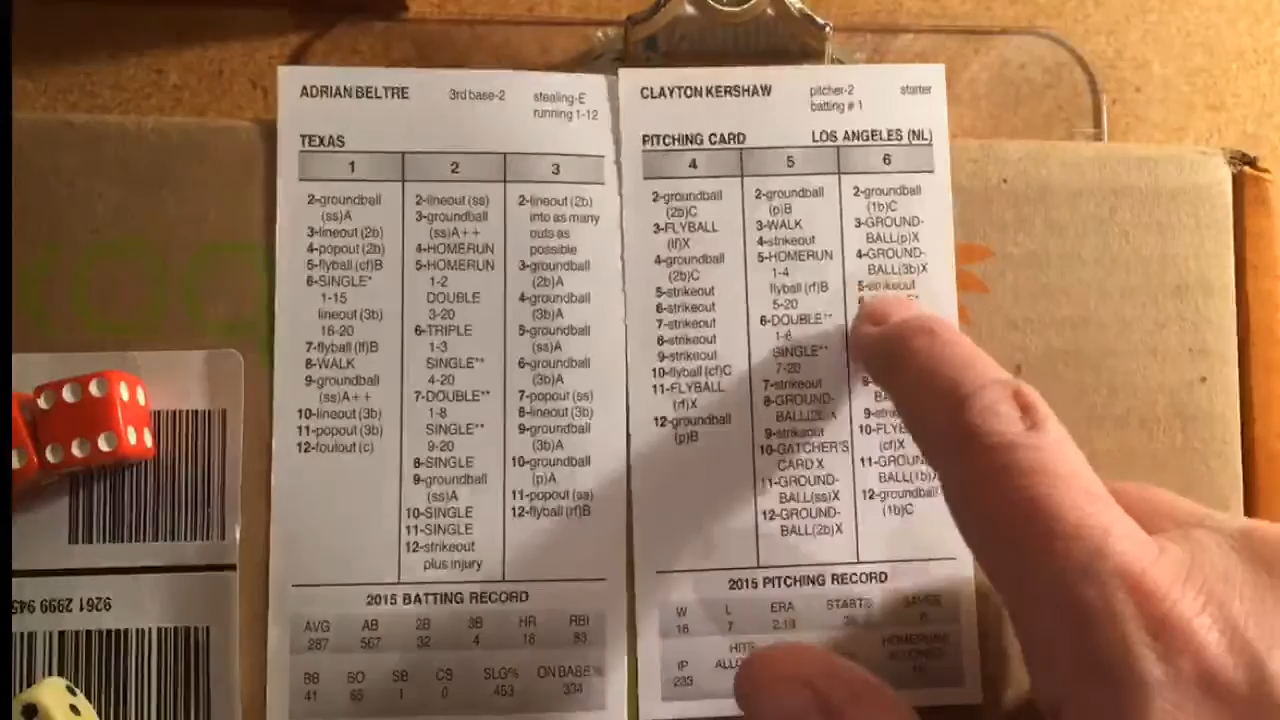 ADRIAN BELTRE 3rd base-2 stealing-E
running 1-12
TEXAS
1 2 3
2-groundball
(ss)A
3-lineout (2b)
4-popout (2b)
5-flyball (cf)B
6-SINGLE*
1-15
lineout (3b)
16-20
7-flyball (lf)B
8-WALK
9-groundball
(ss)A++
10-lineout (3b)
11-popout (3b)
12-foulout (c)
2-lineout (ss)
3-groundball
(ss)A++
4-HOMERUN
5-HOMERUN
1-2
DOUBLE
3-20
6-TRIPLE
1-3
SINGLE**
4-20
7-DOUBLE**
1-8
SINGLE**
9-20
8-SINGLE
9-groundball
(ss)A
10-SINGLE
11-SINGLE
12-strikeout
plus injury
2-lineout (2b)
into as many
outs as
possible
3-groundball
(2b)A
4-groundball
(3b)A
5-groundball
(ss)A
6-groundball
(3b)A
7-popout (ss)
8-lineout (3b)
9-groundball
(3b)A
10-groundball
(p)A
11-popout (ss)
12-flyball (rf)B
2015 BATTING RECORD
AVG AB 2B 3B HR RBI
287 567 32 4 18 83
BB SO SB CS SLG% ON BASE%
41 65 1 0 .453 334
CLAYTON KERSHAW pitcher-2 starter
batting # 1
PITCHING CARD LOS ANGELES (NL)
4 5 6
2-groundball
(2b)C
3-FLYBALL
(lf)X
4-groundball
(2b)C
5-strikeout
6-strikeout
7-strikeout
8-strikeout
9-strikeout
10-flyball (cf)C
11-FLYBALL
(rf)X
12-groundball
(p)B
2-groundball
(p)B
3-WALK
4-strikeout
5-HOMERUN
1-4
flyball (rf)B
5-20
6-DOUBLE**
1-6
SINGLE**
7-20
7-strikeout
8-GROUND-
9-strikeout
10-CATCHER'S
CARD X
11-GROUND-
BALL(ss)X
12-GROUND-
BALL(2b)X
2-groundball
(1b)C
3-GROUND-
BALL(p)X
4-GROUND-
BALL(3b)X
5-strikeout
(cf)X
BALL(1b)X
12-groundball
(1b)C
2015 PITCHING RECORD
W L ERA STARTS SAVES
16 7 2.13
IP HITS
233
9261 2999 945